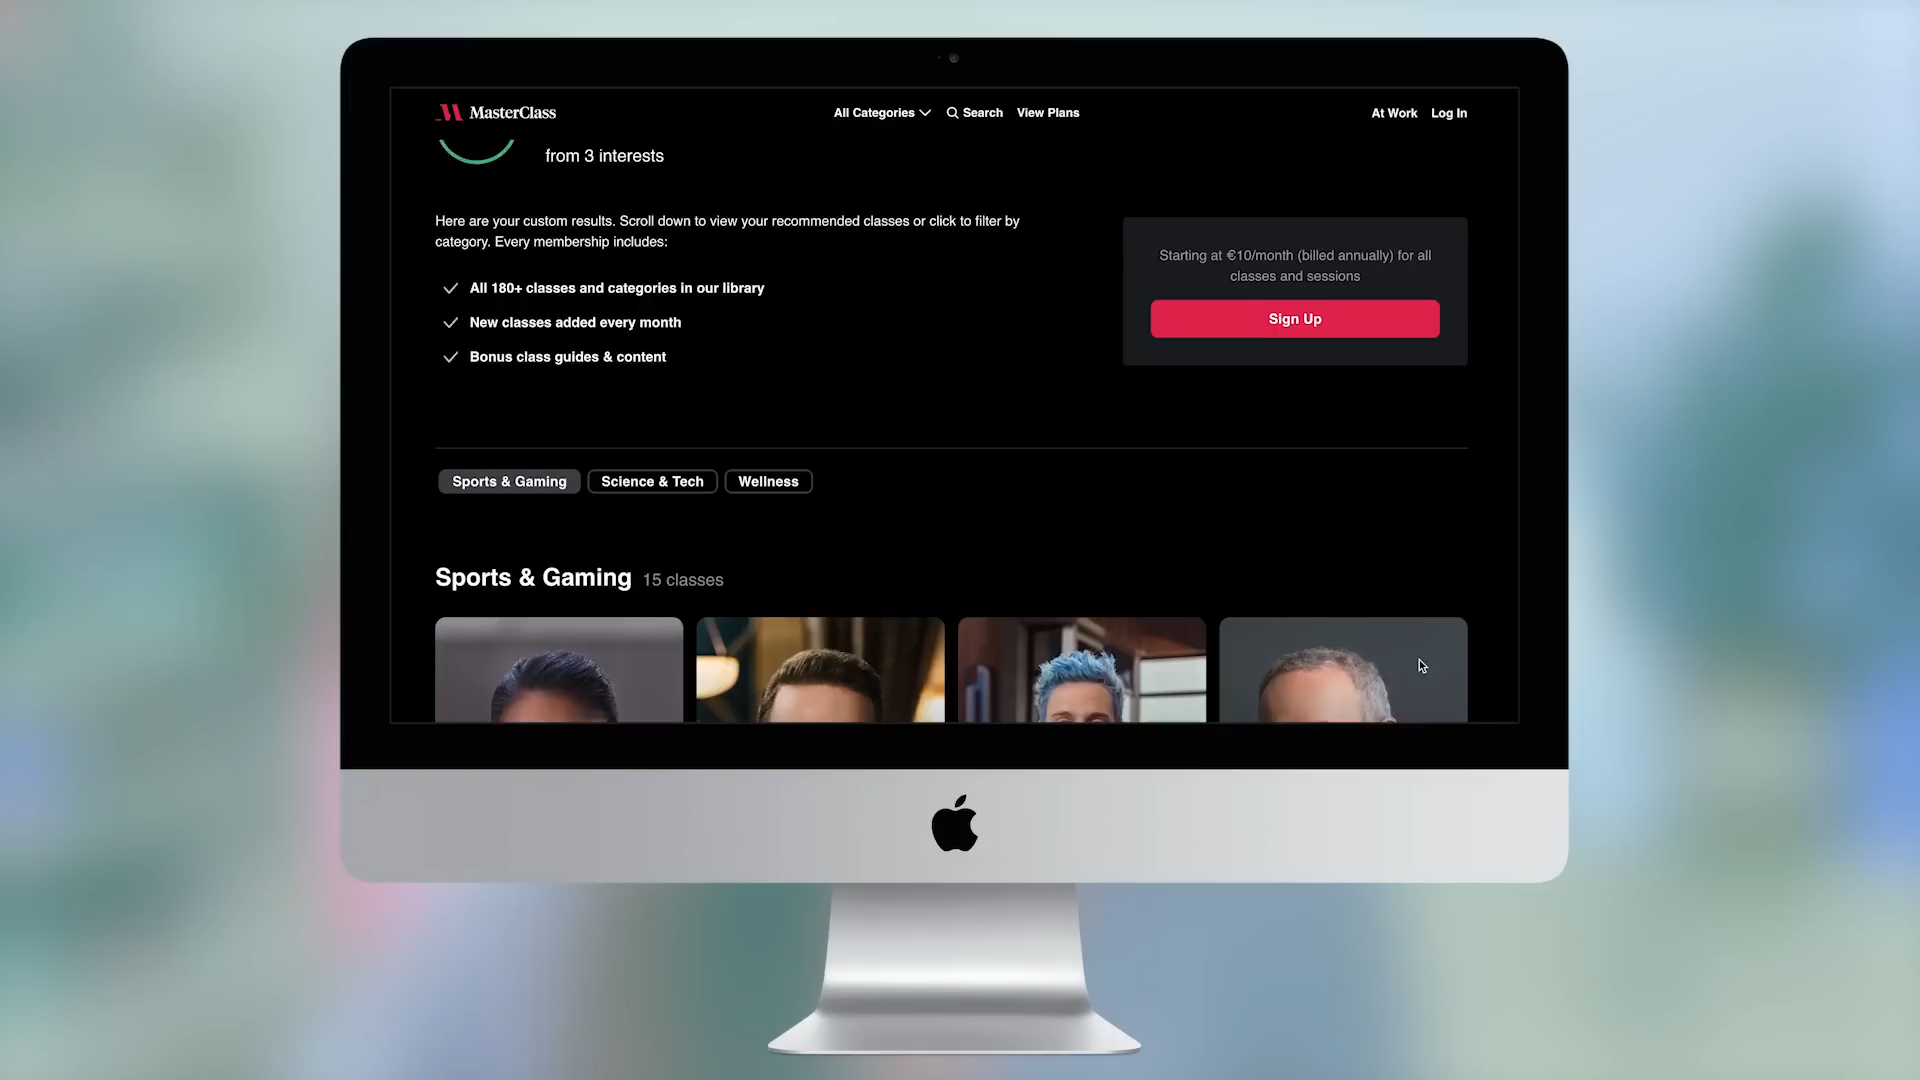 MasterClass
All Categories
Search
View Plans
At Work
Log In
from 3 interests
Here are your custom results. Scroll down to view your recommended classes or click to filter by
category. Every membership includes:
All 180+ classes and categories in our library
New classes added every month
Bonus class guides & content
Starting at €10/month (billed annually) for all
classes and sessions
Sign Up
Sports & Gaming
Science & Tech
Wellness
Sports & Gaming 15 classes